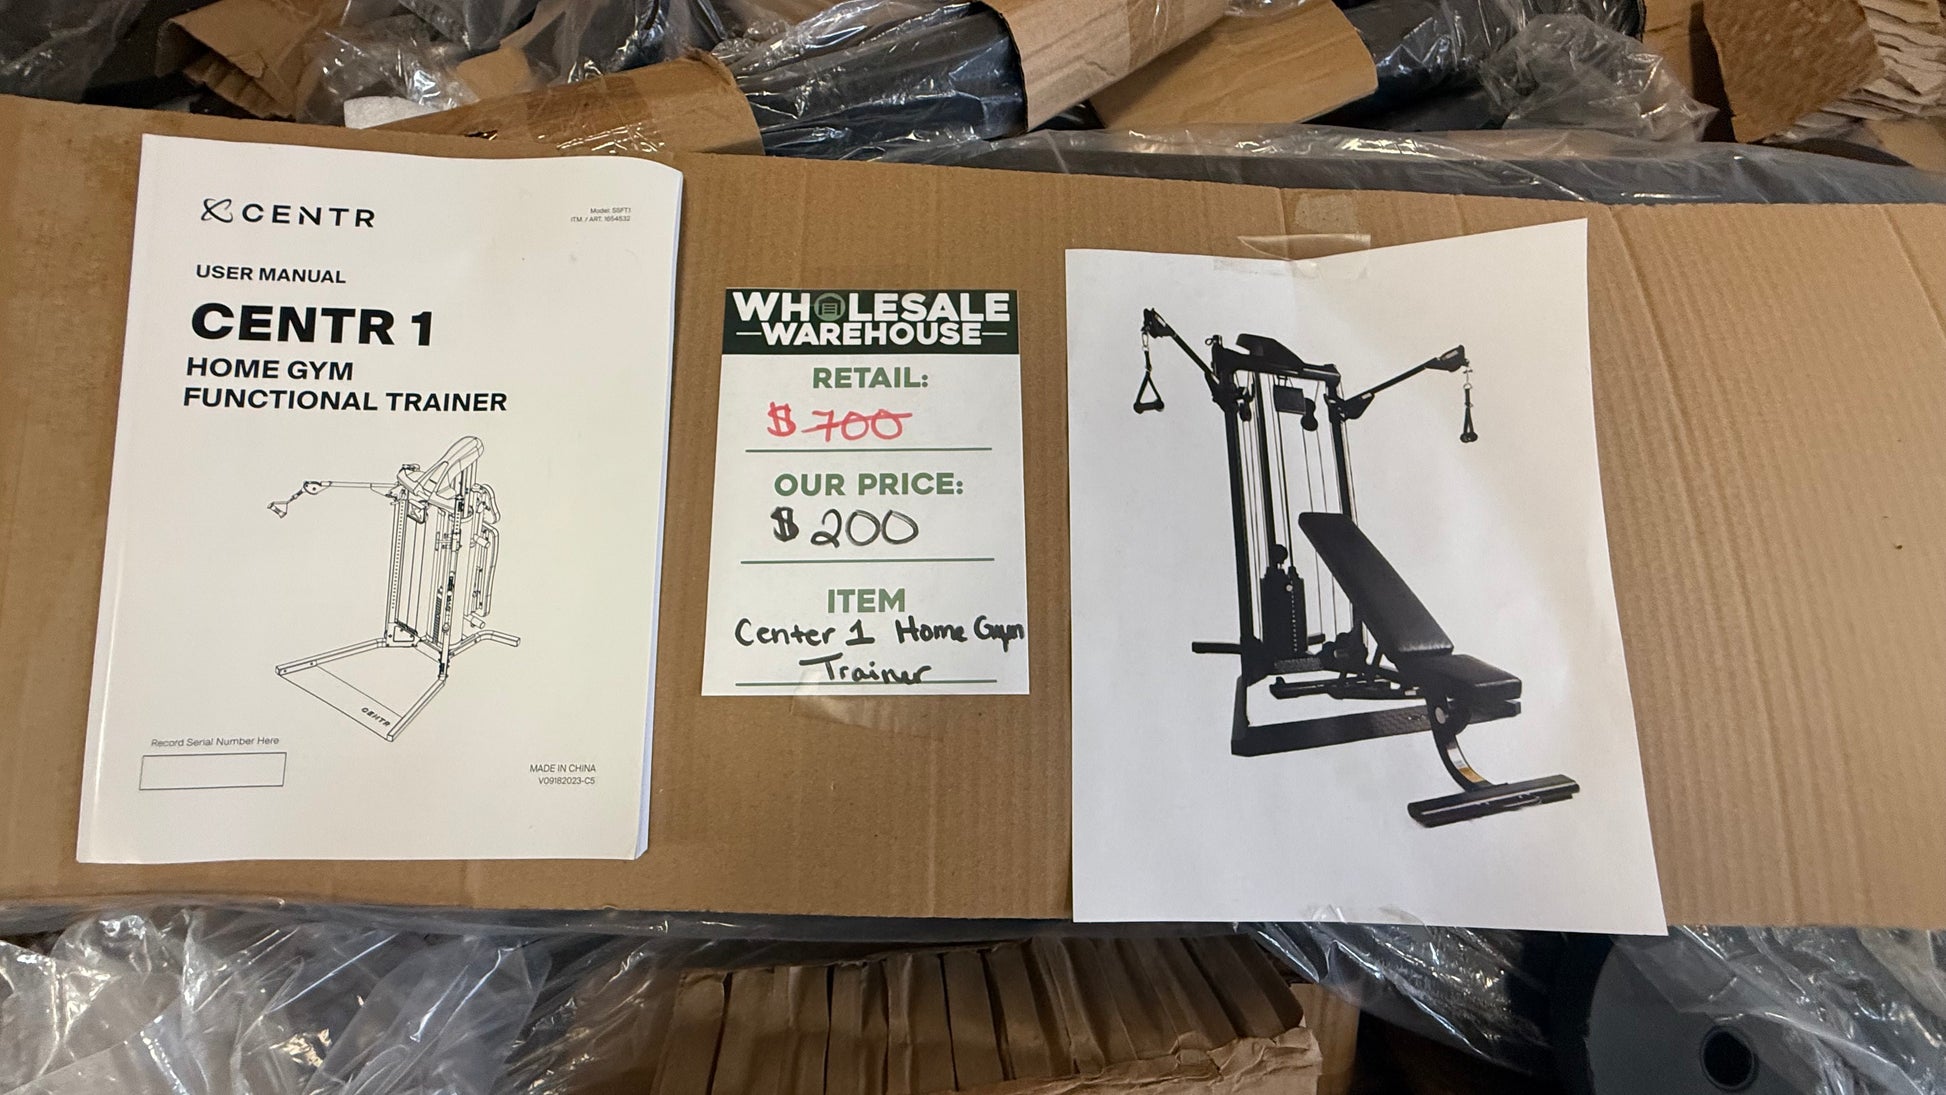 CENTR
Model: SSFT1
ITM. / ART. 1654532
USER MANUAL
CENTR 1
HOME GYM
FUNCTIONAL TRAINER
CENTR
Record Serial Number Here
MADE IN CHINA
V09182023-C5
WHOLESALE
WAREHOUSE
RETAIL:
$700
OUR PRICE:
$200
ITEM
Center 1 Home Gym
Trainer